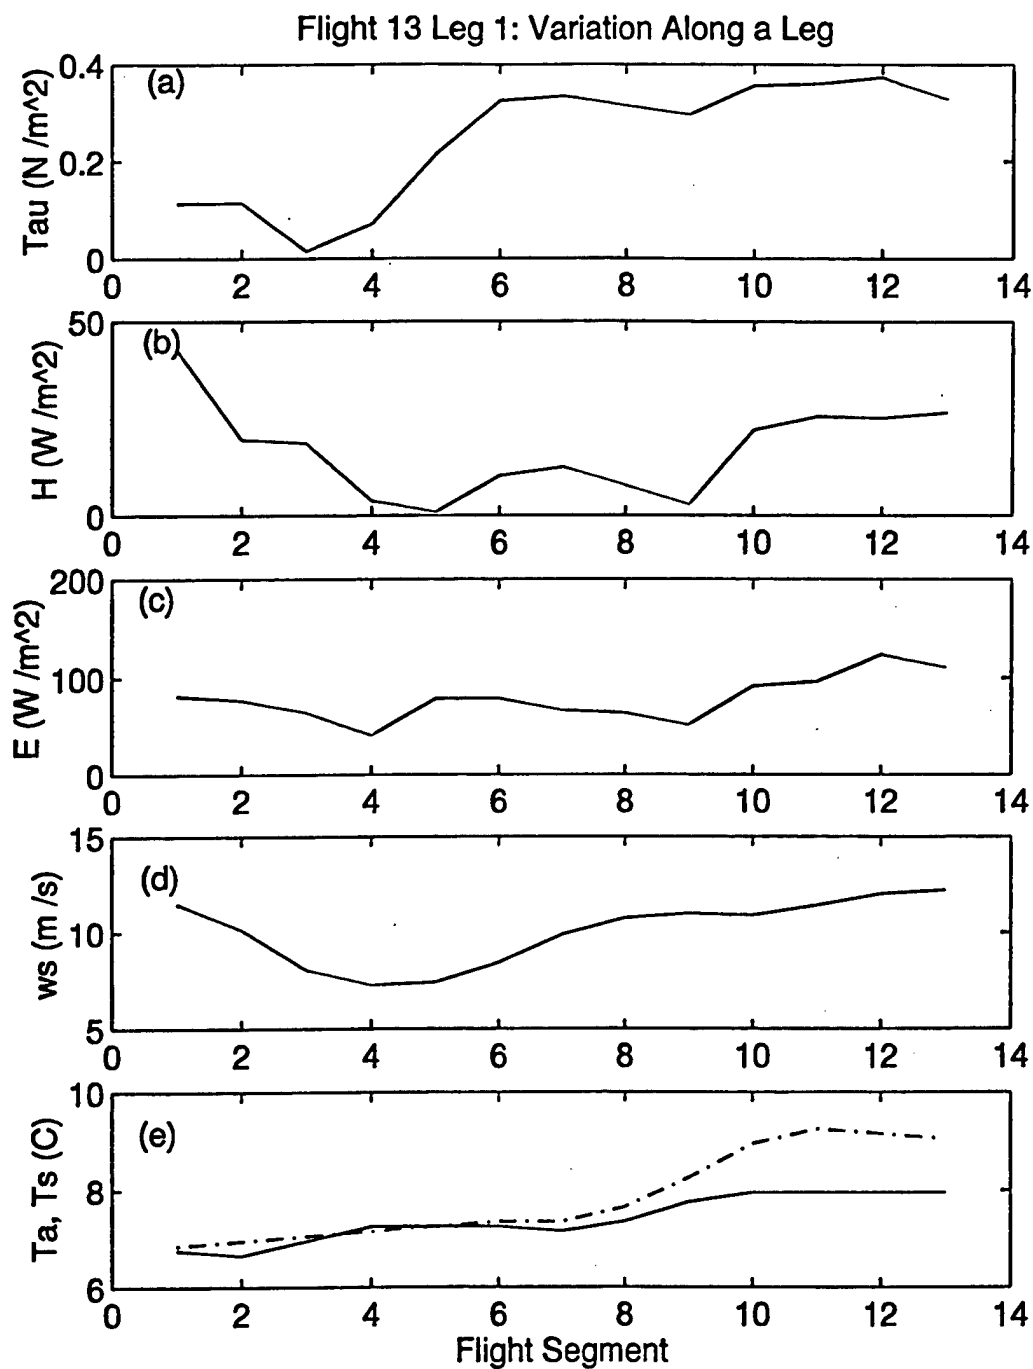 Flight 13 Leg 1: Variation Along a Leg
(a)
Tau (N /m^2)
0.4
0.2
0
0 2 4 6 8 10 12 14
(b)
H (W /m^2)
50
0
0 2 4 6 8 10 12 14
(c)
E (W /m^2)
200
100
0
0 2 4 6 8 10 12 14
(d)
ws (m /s)
15
10
5
0 2 4 6 8 10 12 14
(e)
Ta, Ts (C)
10
8
6
0 2 4 6 8 10 12 14
Flight Segment